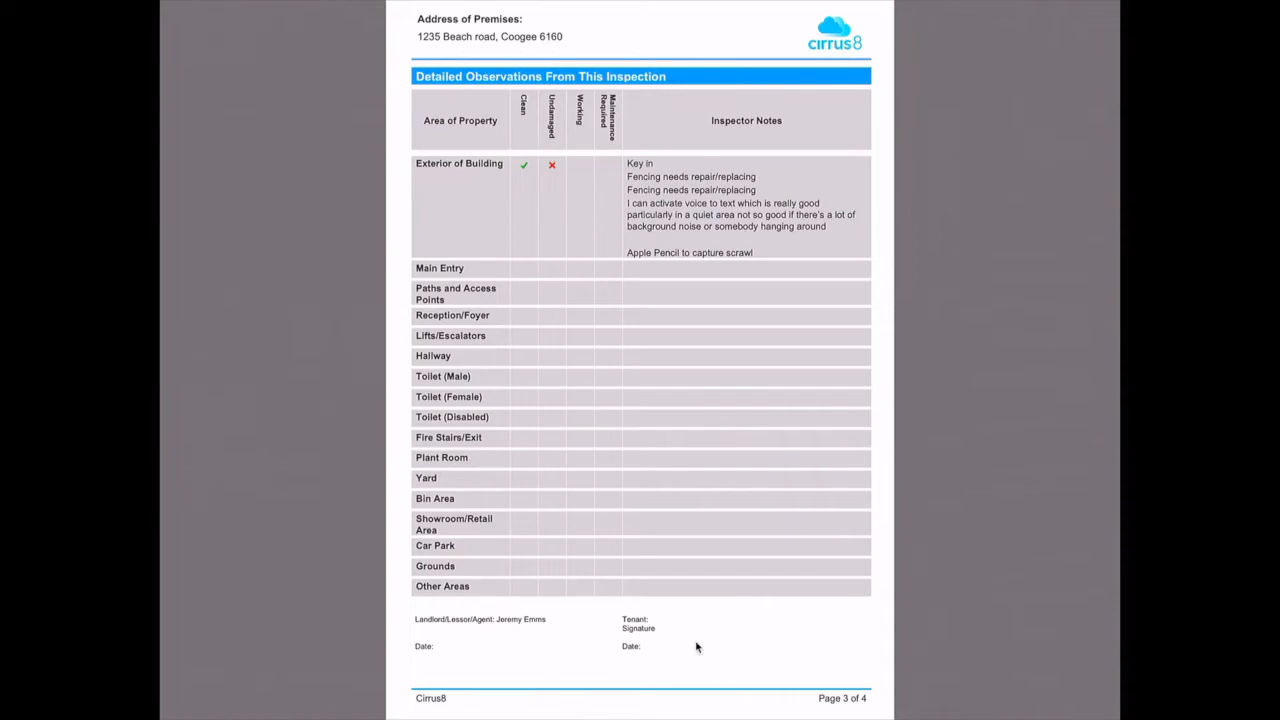 Address of Premises:
1235 Beach road, Coogee 6160
cirrus8
Detailed Observations From This Inspection
Area of Property
Clean
Undamaged
Working
Maintenance
Required
Inspector Notes
Exterior of Building
Key in
Fencing needs repair/replacing
Fencing needs repair/replacing
I can activate voice to text which is really good
particularly in a quiet area not so good if there's a lot of
background noise or somebody hanging around
Apple Pencil to capture scrawl
Main Entry
Paths and Access
Points
Reception/Foyer
Lifts/Escalators
Hallway
Toilet (Male)
Toilet (Female)
Toilet (Disabled)
Fire Stairs/Exit
Plant Room
Yard
Bin Area
Showroom/Retail
Area
Car Park
Grounds
Other Areas
Landlord/Lessor/Agent: Jeremy Emms
Tenant:
Signature
Date:
Date:
Cirrus8
Page 3 of 4